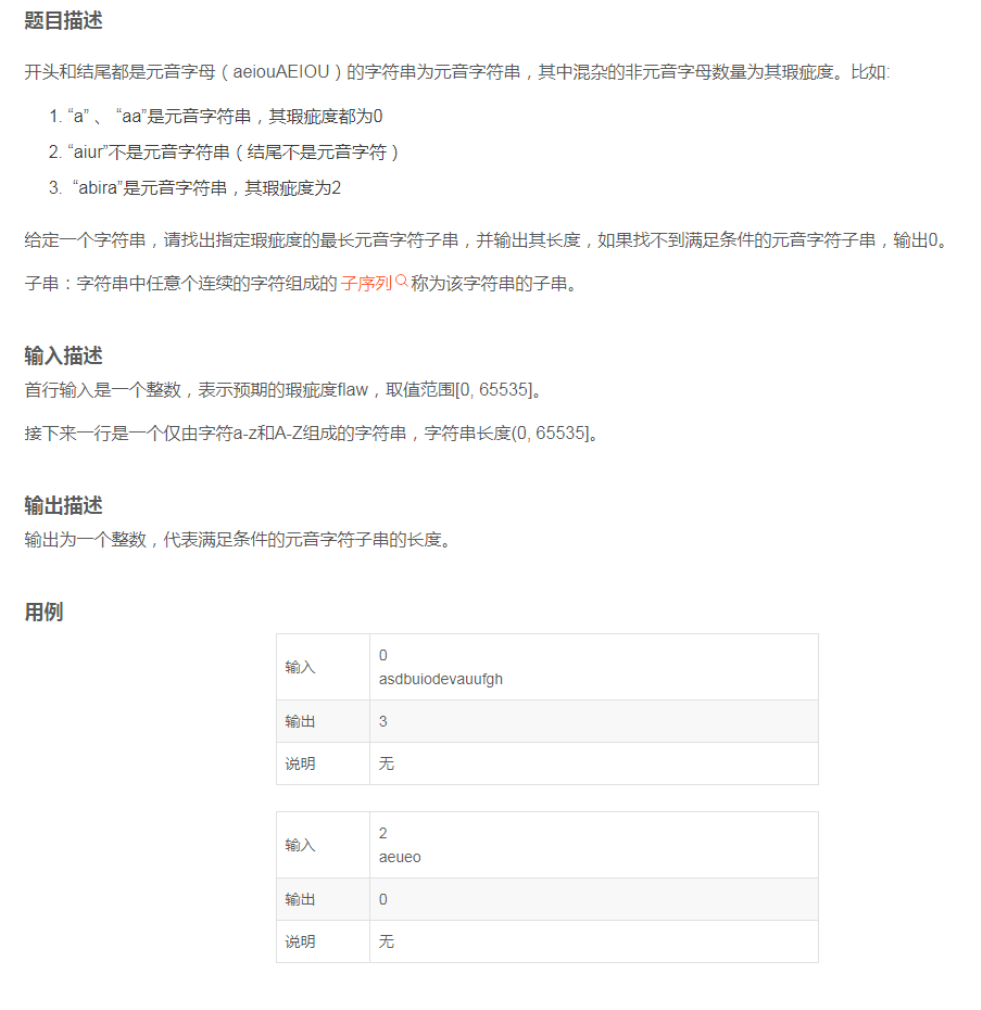 题目描述
开头和结尾都是元音字母（aeiouAEIOU）的字符串为元音字符串，其中混杂的非元音字母数量为其瑕疵度。比如:
1. “a” 、 “aa”是元音字符串，其瑕疵度都为0
2. “aiur”不是元音字符串（结尾不是元音字符）
3. “abira”是元音字符串，其瑕疵度为2
给定一个字符串，请找出指定瑕疵度的最长元音字符子串，并输出其长度，如果找不到满足条件的元音字符子串，输出0。
子串：字符串中任意个连续的字符组成的子序列称为该字符串的子串。
输入描述
首行输入是一个整数，表示预期的瑕疵度flaw，取值范围[0, 65535]。
接下来一行是一个仅由字符a-z和A-Z组成的字符串，字符串长度(0, 65535]。
输出描述
输出为一个整数，代表满足条件的元音字符子串的长度。
用例
输入
0
asdbuiodevauufgh
输出 3
说明 无
输入
2
aeueo
输出 0
说明 无